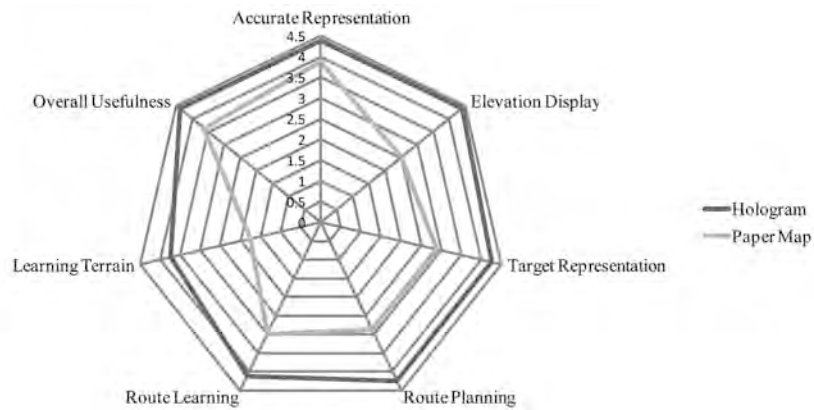 Accurate Representation
4.5
4
3.5
3
2.5
2
1.5
1
0.5
0
Overall Usefulness
Elevation Display
Hologram
Paper Map
Learning Terrain
Target Representation
Route Learning
Route Planning